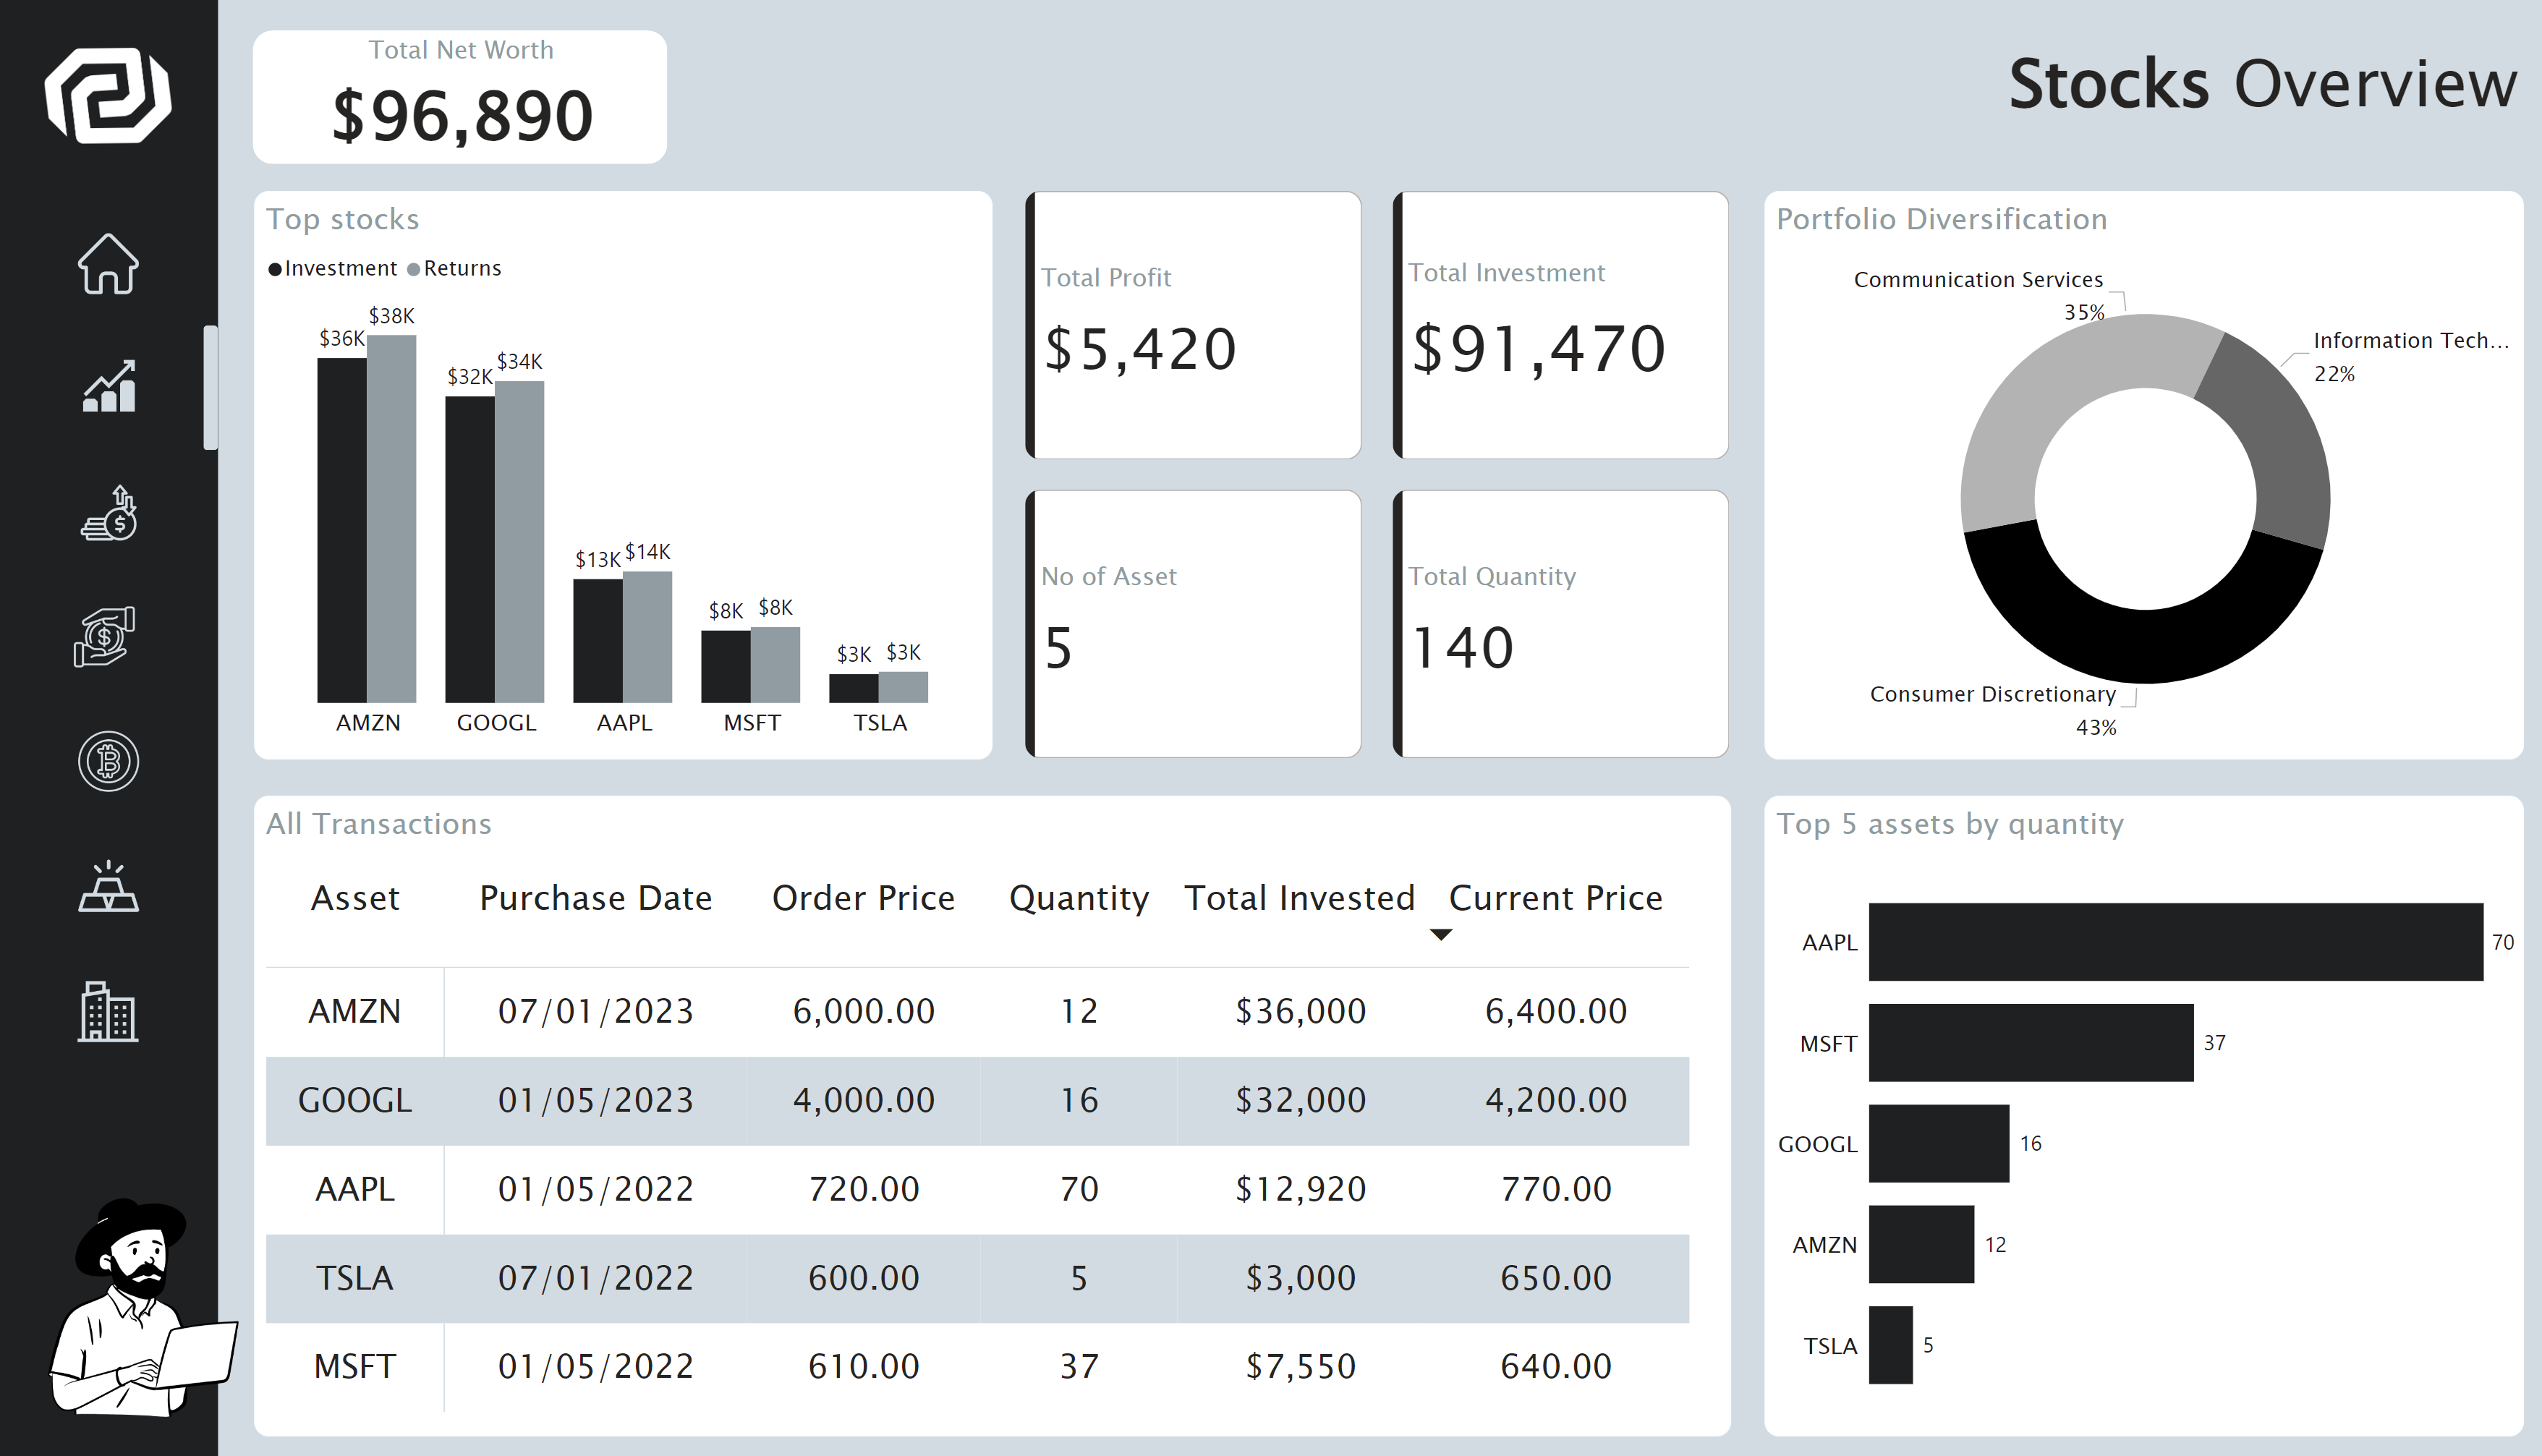 Total Net Worth
$96,890
Stocks Overview
Top stocks
Investment Returns
$36K $38K
$32K $34K
$13K $14K
$8K $8K
$3K $3K
AMZN GOOGL AAPL MSFT TSLA
Total Profit
$5,420
Total Investment
$91,470
No of Asset
5
Total Quantity
140
Portfolio Diversification
Communication Services
35%
Information Tech...
22%
Consumer Discretionary
43%
All Transactions
Asset Purchase Date Order Price Quantity Total Invested Current Price
AMZN 07/01/2023 6,000.00 12 $36,000 6,400.00
GOOGL 01/05/2023 4,000.00 16 $32,000 4,200.00
AAPL 01/05/2022 720.00 70 $12,920 770.00
TSLA 07/01/2022 600.00 5 $3,000 650.00
MSFT 01/05/2022 610.00 37 $7,550 640.00
Top 5 assets by quantity
AAPL 70
MSFT 37
GOOGL 16
AMZN 12
TSLA 5